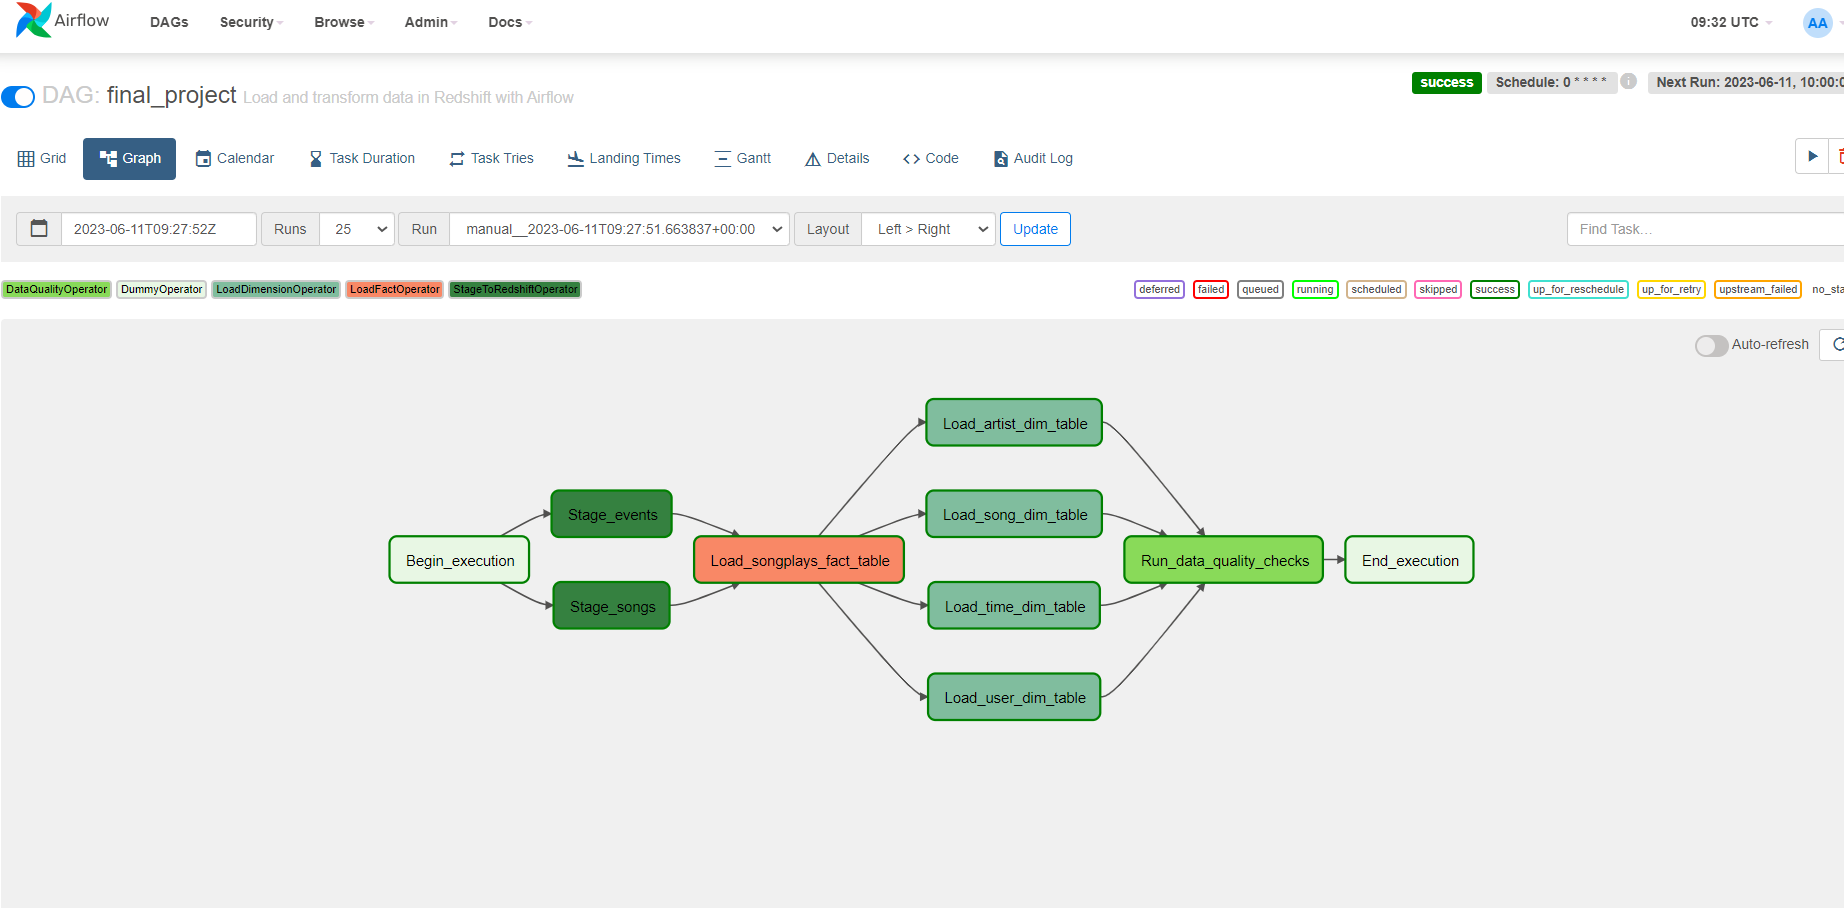 Airflow DAGs Security Browse Admin Docs 09:32 UTC AA
DAG: final_project Load and transform data in Redshift with Airflow success Schedule: 0 * * * * i Next Run: 2023-06-11, 10:00:0
Grid Graph Calendar Task Duration Task Tries Landing Times Gantt Details Code Audit Log
2023-06-11T09:27:52Z Runs 25 Run manual__2023-06-11T09:27:51.663837+00:00 Layout Left > Right Update Find Task...
DataQualityOperator DummyOperator LoadDimensionOperator LoadFactOperator StageToRedshiftOperator deferred failed queued running scheduled skipped success up_for_reschedule up_for_retry upstream_failed no_sta
Auto-refresh
Load_artist_dim_table
Stage_events Load_song_dim_table
Begin_execution Load_songplays_fact_table Run_data_quality_checks End_execution
Stage_songs Load_time_dim_table
Load_user_dim_table